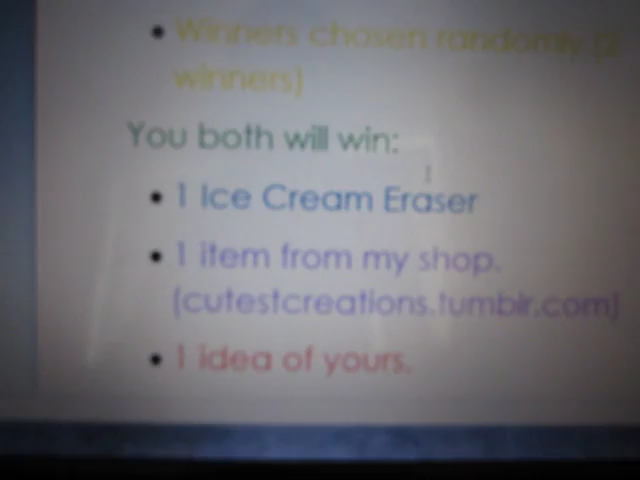 Winners chosen randomly (2
winners)
You both will win:
1 Ice Cream Eraser
1 item from my shop.
(cutestcreations.tumblr.com)
1 idea of yours.